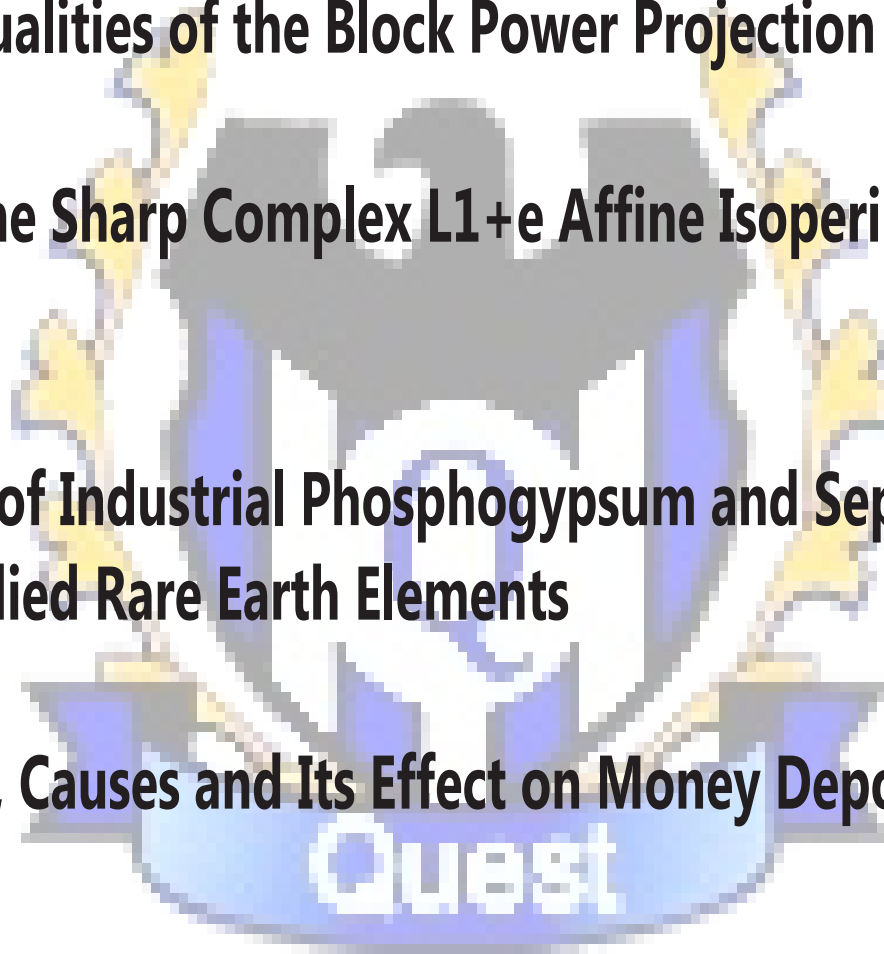 ualities of the Block Power Projection
ne Sharp Complex L1+e Affine Isoperi
of Industrial Phosphogypsum and Sep
lied Rare Earth Elements
Causes and Its Effect on Money Depo
Q
Quest